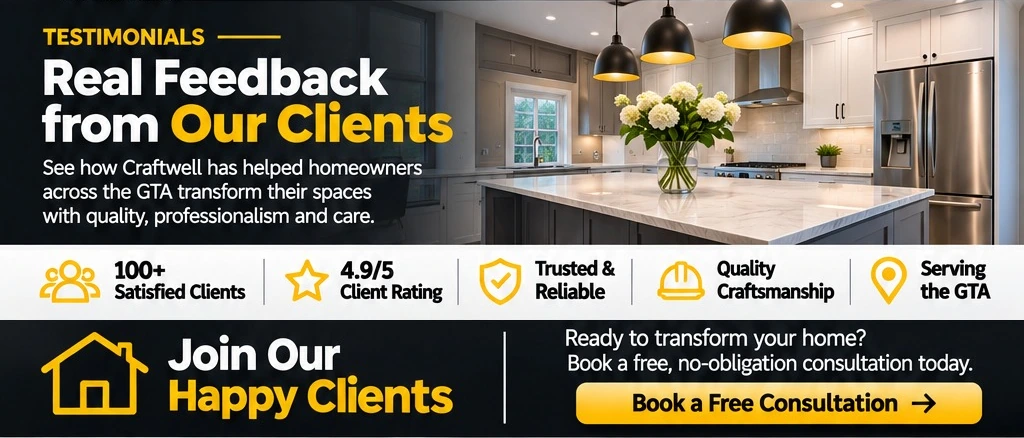 TESTIMONIALS
Real Feedback
from Our Clients
See how Craftwell has helped homeowners
across the GTA transform their spaces
with quality, professionalism and care.
100+
Satisfied Clients
4.9/5
Client Rating
Trusted &
Reliable
Quality
Craftsmanship
Serving
the GTA
Join Our
Happy Clients
Ready to transform your home?
Book a free, no-obligation consultation today.
Book a Free Consultation →